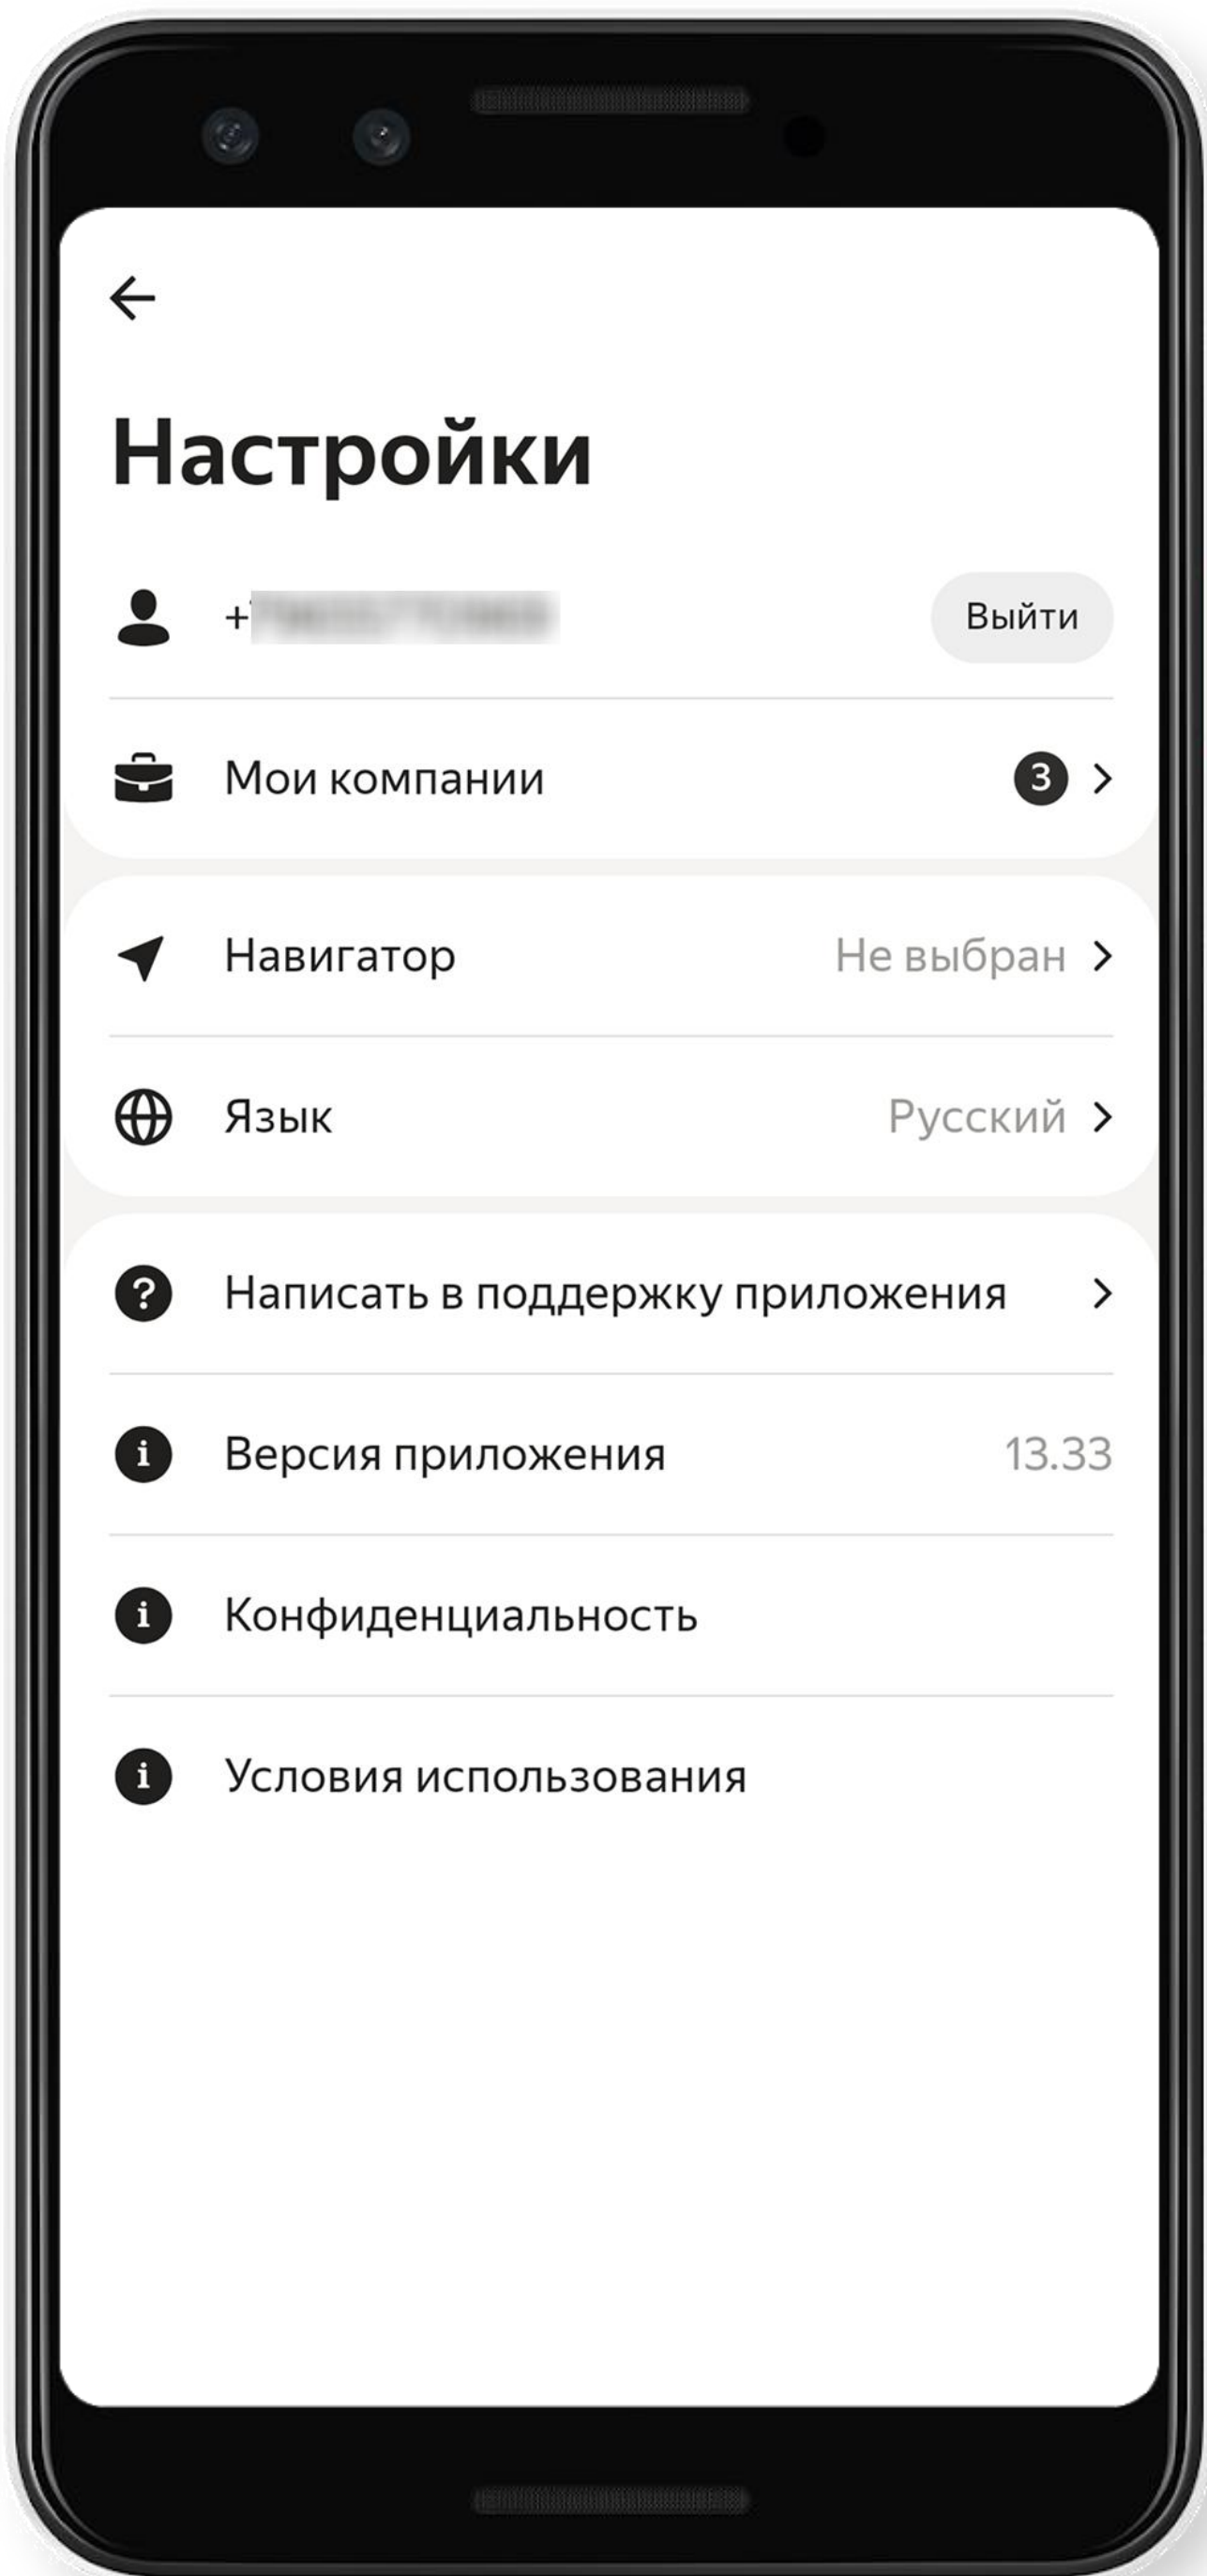 Настройки
+
Выйти
Мои компании
3
Навигатор
Не выбран
Язык
Русский
Написать в поддержку приложения
Версия приложения
13.33
Конфиденциальность
Условия использования